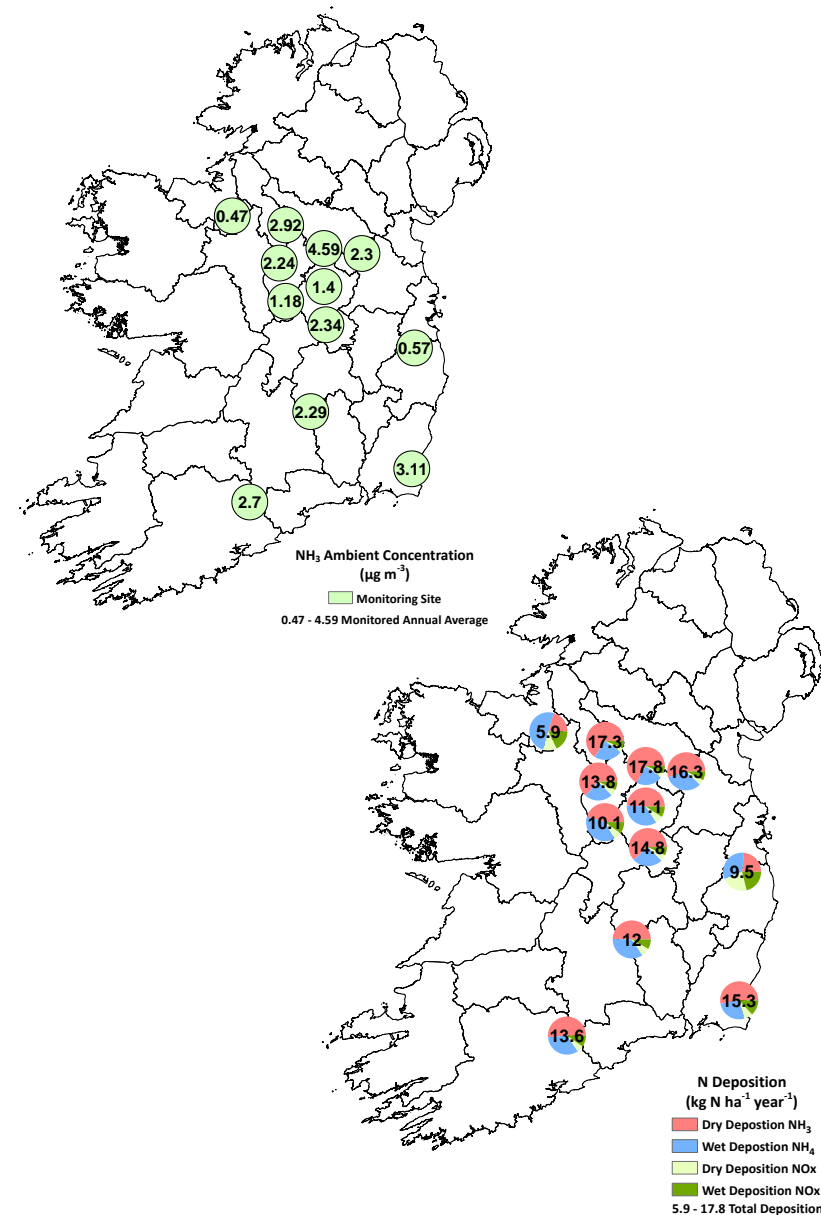 0.47
2.92
4.59
2.3
2.24
1.4
1.18
2.34
0.57
2.29
3.11
2.7
NH₃ Ambient Concentration
(µg m⁻³)
Monitoring Site
0.47 - 4.59 Monitored Annual Average
5.9
17.3
17.8
16.3
13.8
11.1
10.1
14.8
9.5
12
15.3
13.6
N Deposition
(kg N ha⁻¹ year⁻¹)
Dry Depostion NH₃
Wet Depostion NH₄
Dry Deposition NOx
Wet Deposition NOx
5.9 - 17.8 Total Deposition